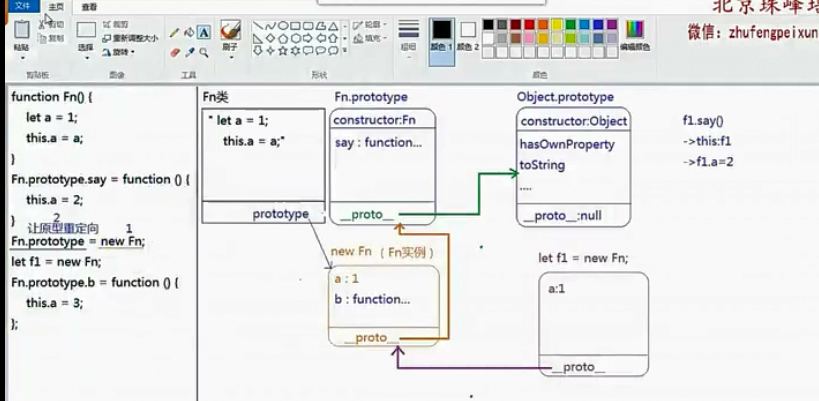 文件 主页 查看
北京珠峰培
微信：zhufengpeixun
剪切
复制
粘贴
剪贴板
裁剪
重新调整大小
旋转
选择
图像
A
工具
刷子
轮廓
填充
形状
粗细
颜色 1
颜色 2
编辑颜色
颜色
function Fn() {
let a = 1;
this.a = a;
}
Fn.prototype.say = function () {
this.a = 2;
}
2
让原型重定向 1
Fn.prototype = new Fn;
let f1 = new Fn;
Fn.prototype.b = function () {
this.a = 3;
};
Fn类
" let a = 1;
this.a = a;"
prototype
Fn.prototype
constructor:Fn
say : function...
__proto__
Object.prototype
constructor:Object
hasOwnProperty
toString
....
__proto__:null
f1.say()
->this:f1
->f1.a=2
new Fn （Fn实例）
a : 1
b : function...
__proto__
let f1 = new Fn;
a:1
__proto__